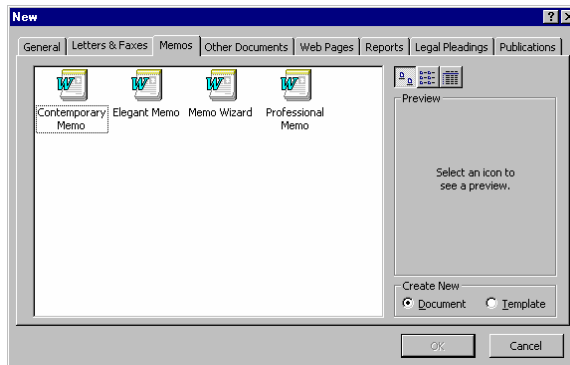 New
General Letters & Faxes Memos Other Documents Web Pages Reports Legal Pleadings Publications
Contemporary Memo Elegant Memo Memo Wizard Professional Memo
Preview
Select an icon to
see a preview.
Create New
Document Template
OK Cancel